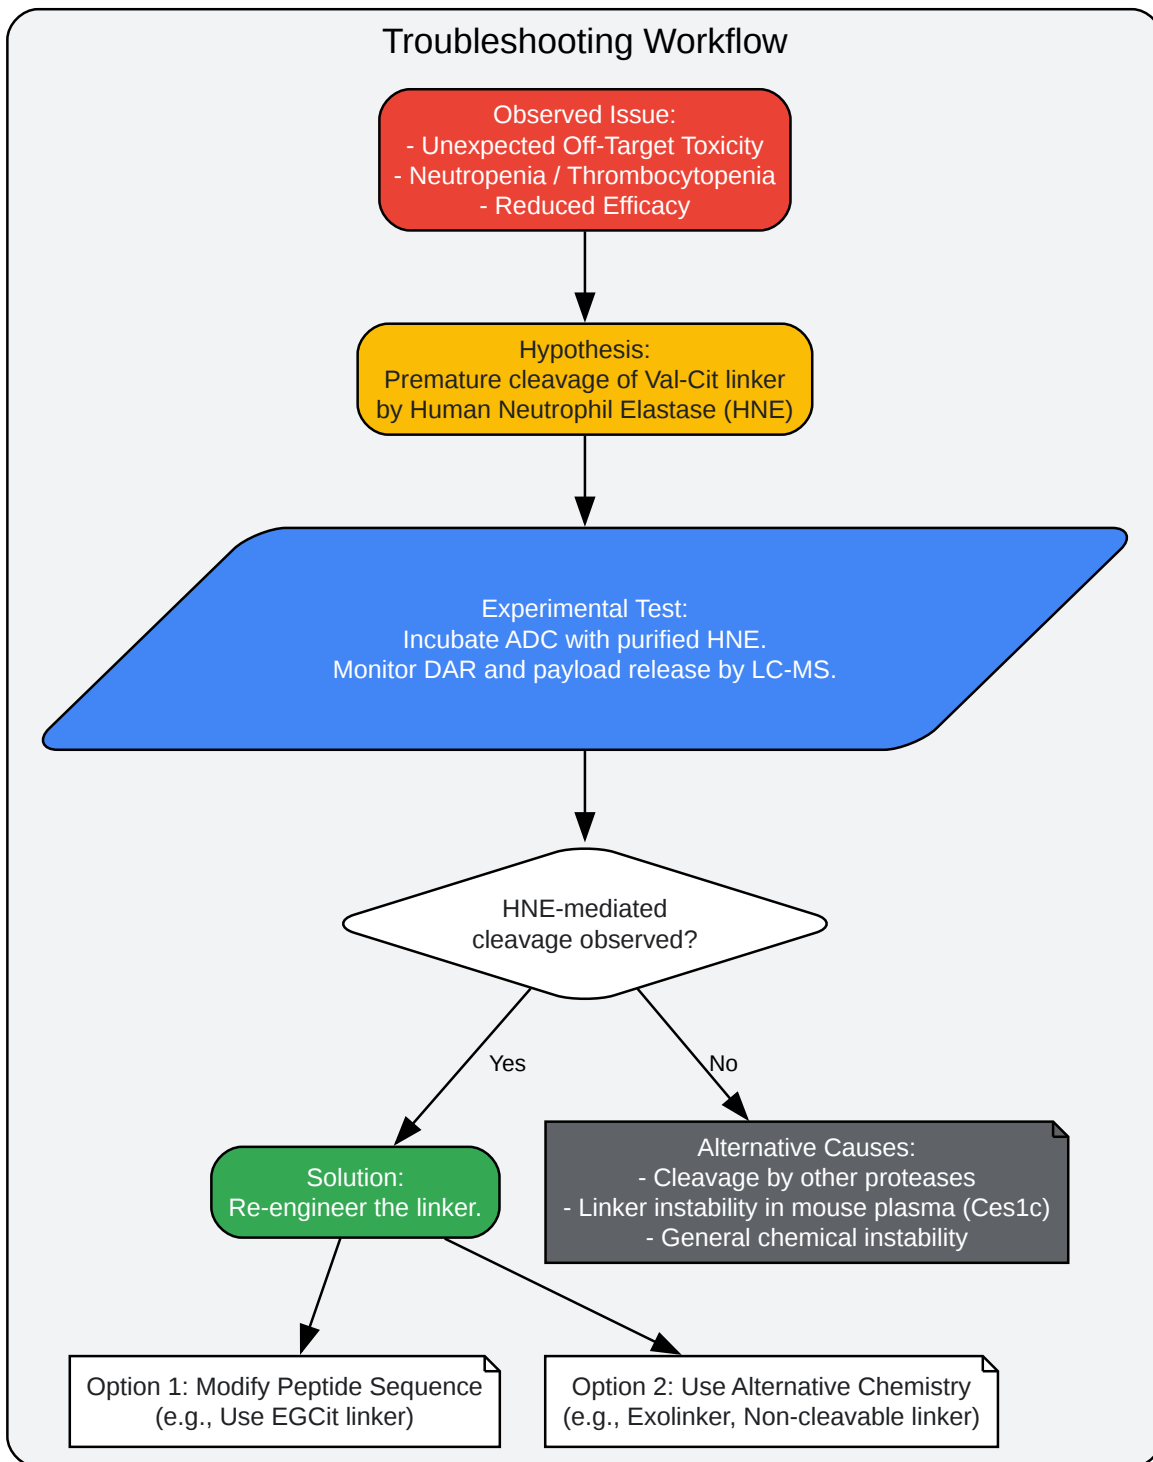 Troubleshooting Workflow
Observed Issue:
- Unexpected Off-Target Toxicity
- Neutropenia / Thrombocytopenia
- Reduced Efficacy
Hypothesis:
Premature cleavage of Val-Cit linker
by Human Neutrophil Elastase (HNE)
Experimental Test:
Incubate ADC with purified HNE.
Monitor DAR and payload release by LC-MS.
HNE-mediated
cleavage observed?
Yes
No
Solution:
Re-engineer the linker.
Alternative Causes:
- Cleavage by other proteases
- Linker instability in mouse plasma (Ces1c)
- General chemical instability
Option 1: Modify Peptide Sequence
(e.g., Use EGCit linker)
Option 2: Use Alternative Chemistry
(e.g., Exolinker, Non-cleavable linker)